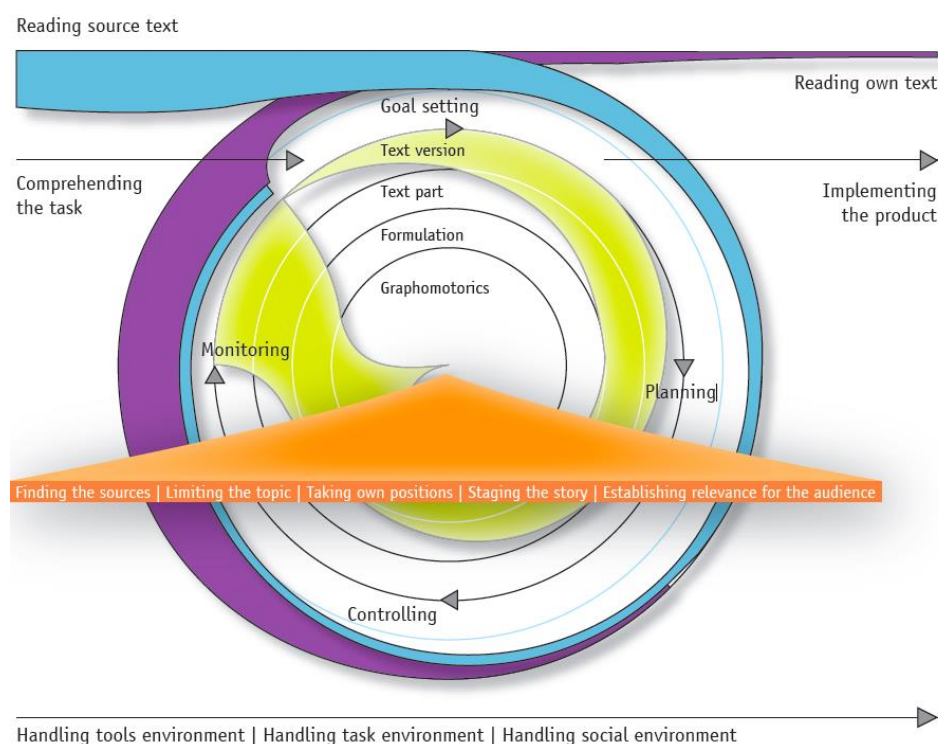 Reading source text
Reading own text
Goal setting
Text version
Comprehending
the task
Implementing
the product
Text part
Formulation
Graphomotorics
Monitoring
Planning
Finding the sources | Limiting the topic | Taking own positions | Staging the story | Establishing relevance for the audience
Controlling
Handling tools environment | Handling task environment | Handling social environment